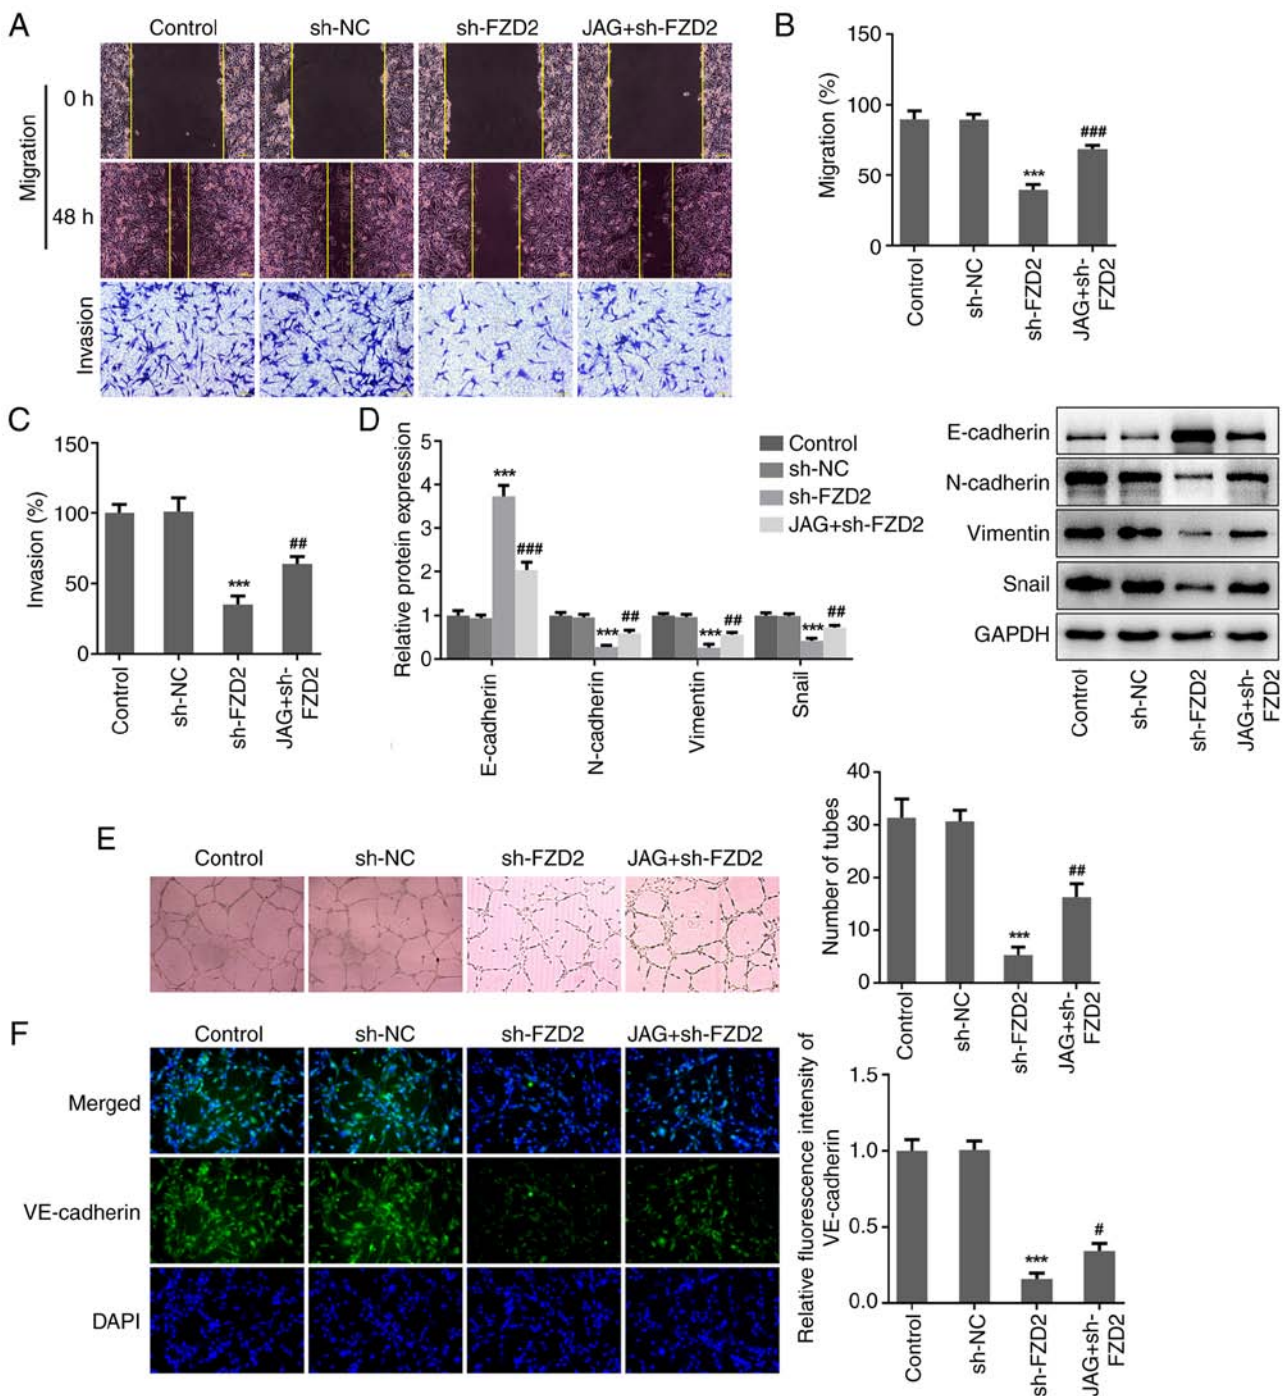 A
Control
sh-NC
sh-FZD2
JAG+sh-FZD2
Migration
0 h
48 h
Invasion
B
Migration (%)
150
100
50
0
***
###
Control
sh-NC
sh-FZD2
JAG+sh-
FZD2
C
Invasion (%)
150
100
50
0
***
##
Control
sh-NC
sh-FZD2
JAG+sh-
FZD2
D
Relative protein expression
5
4
3
2
1
0
***
###
***
##
***
##
***
##
E-cadherin
N-cadherin
Vimentin
Snail
Control
sh-NC
sh-FZD2
JAG+sh-FZD2
E-cadherin
N-cadherin
Vimentin
Snail
GAPDH
Control
sh-NC
sh-FZD2
JAG+sh-
FZD2
E
Control
sh-NC
sh-FZD2
JAG+sh-FZD2
Number of tubes
40
30
20
10
0
***
##
Control
sh-NC
sh-FZD2
JAG+sh-
FZD2
F
Control
sh-NC
sh-FZD2
JAG+sh-FZD2
Merged
VE-cadherin
DAPI
Relative fluorescence intensity of
VE-cadherin
1.5
1.0
0.5
0.0
***
#
Control
sh-NC
sh-FZD2
JAG+sh-
FZD2